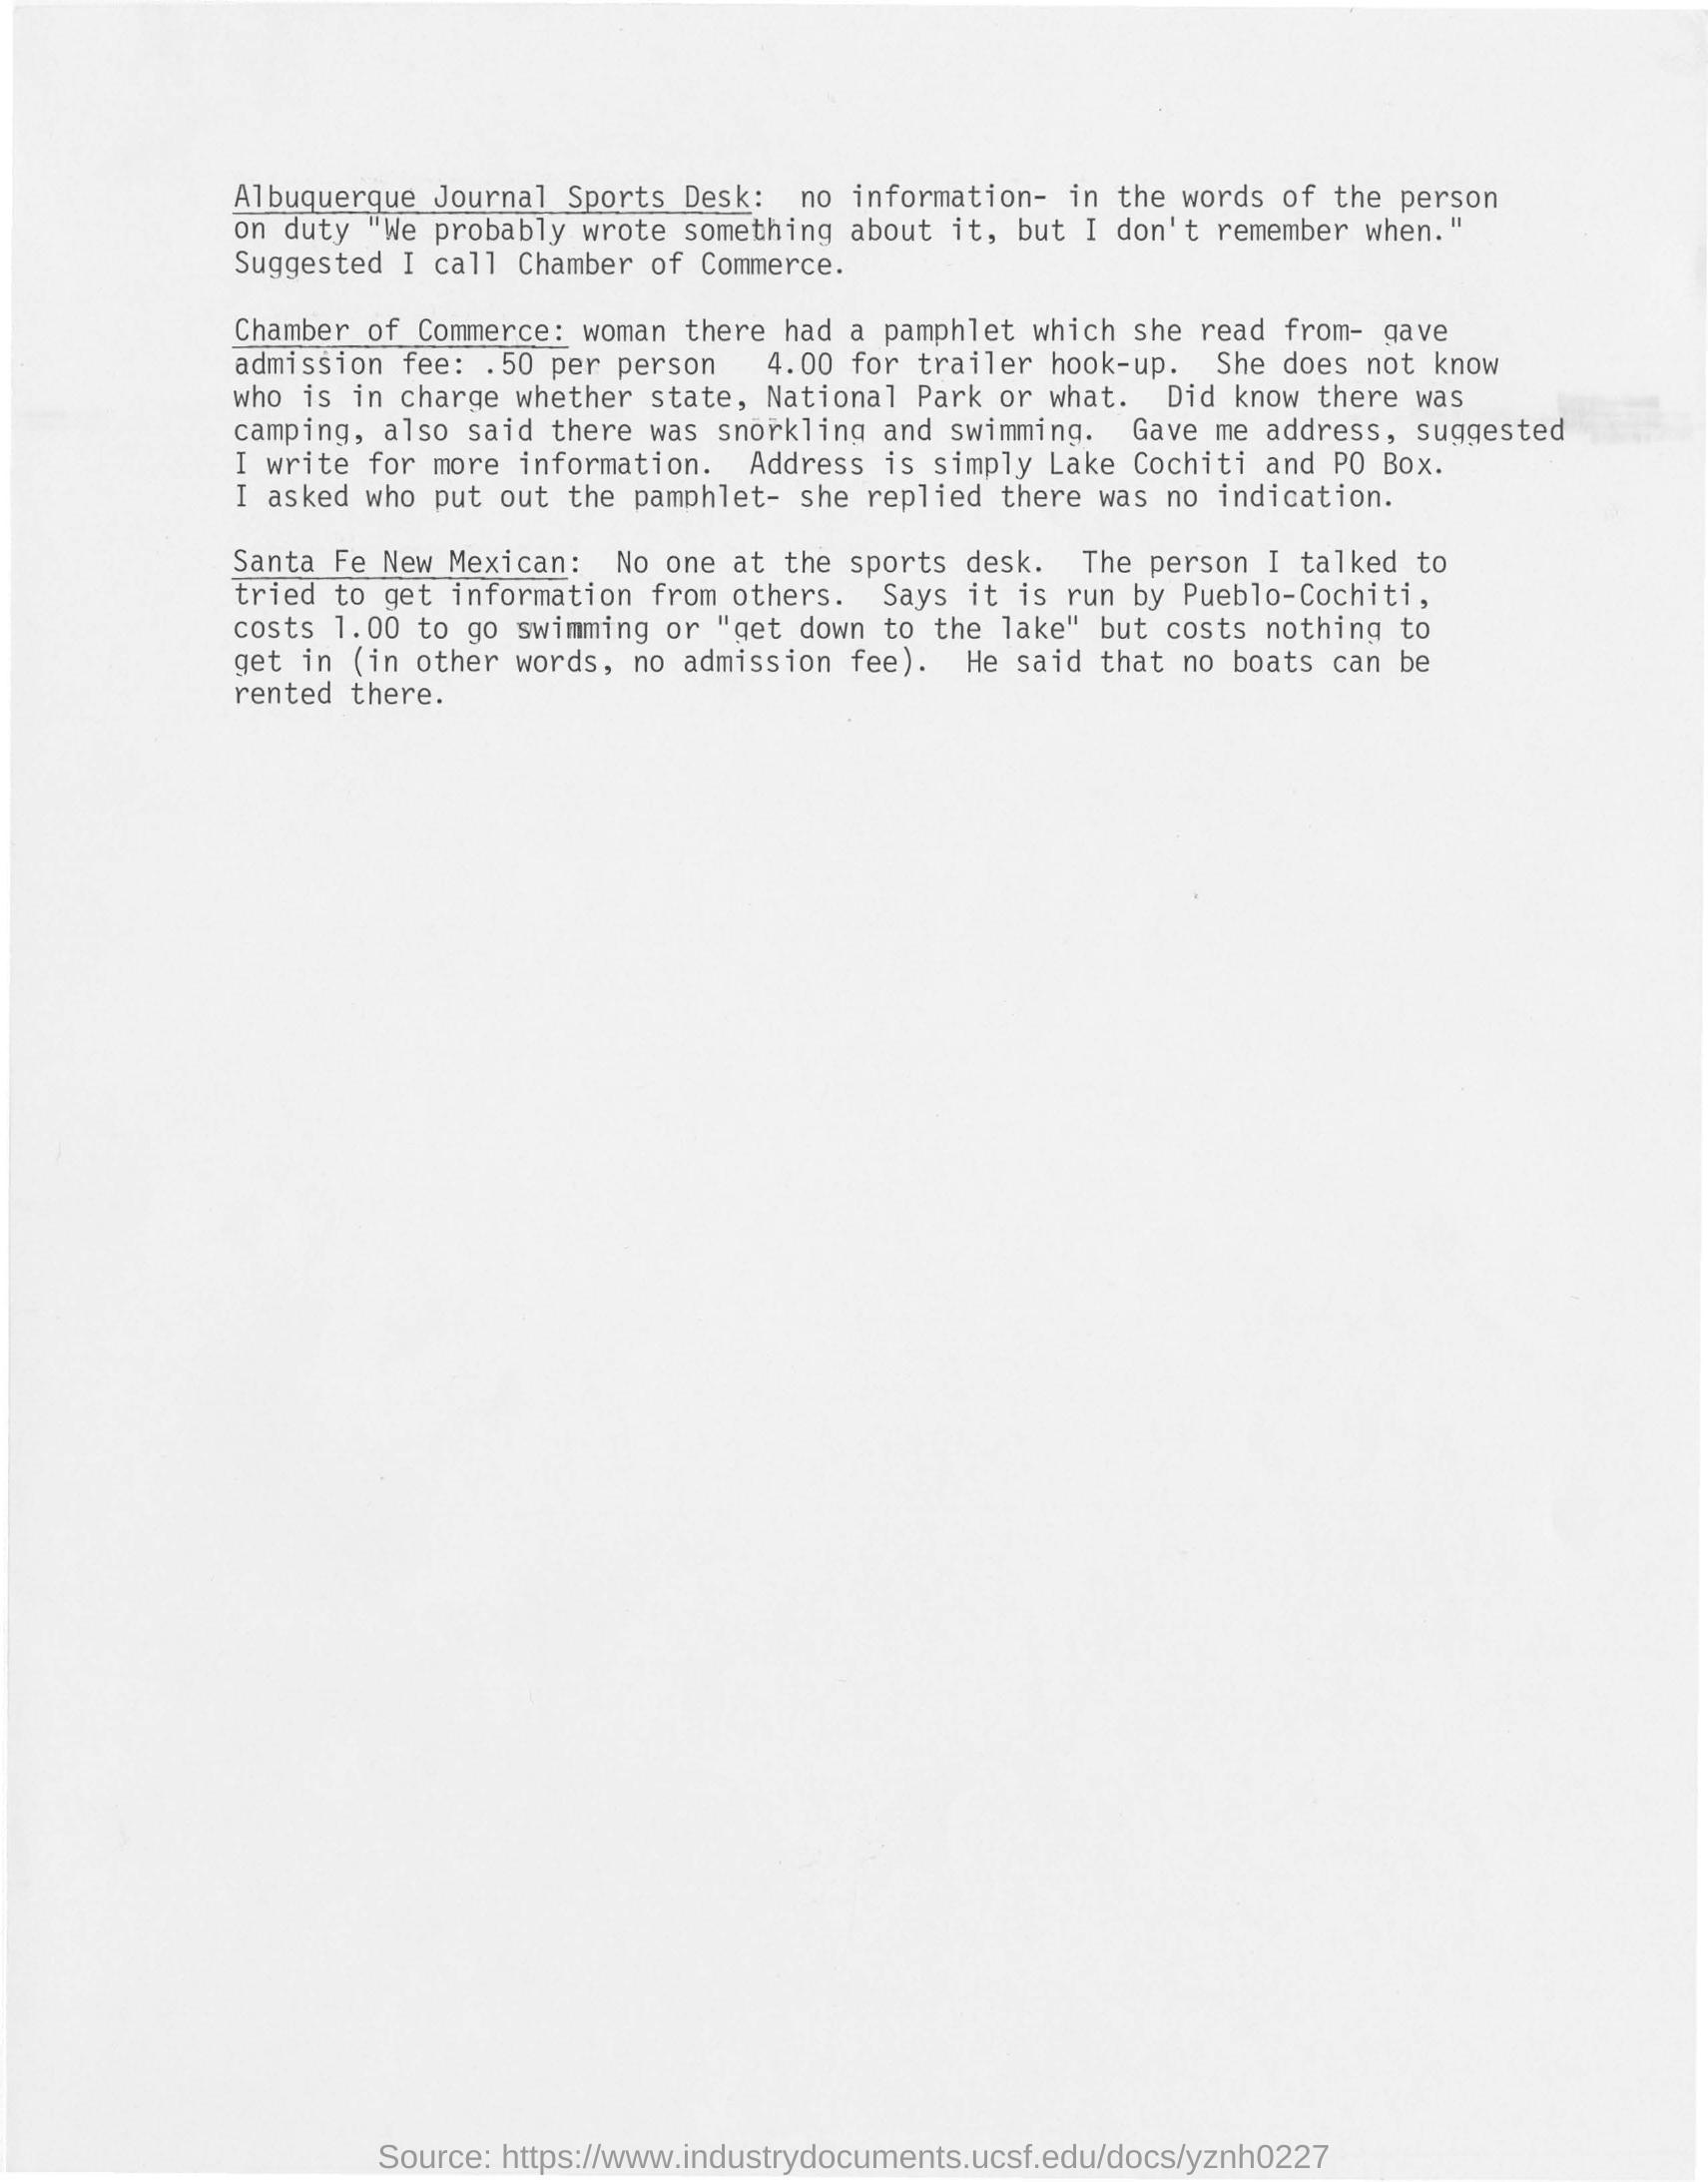 Albuquerque Journal Sports Desk: no information- in the words of the person
on duty "We probably wrote something about it, but I don't remember when."
Suggested I call Chamber of Commerce.
Chamber of Commerce: woman there had a pamphlet which she read from- gave
admission fee: .50 per person 4.00 for trailer hook-up. She does not know
who is in charge whether state, National Park or what. Did know there was
camping, also said there was snorkling and swimming. Gave me address, suggested
I write for more information. Address is simply Lake Cochiti and PO Box.
I asked who put out the pamphlet- she replied there was no indication.
Santa Fe New Mexican: No one at the sports desk. The person I talked to
tried to get information from others. Says it is run by Pueblo-Cochiti,
costs 1.00 to go swimming or "get down to the lake" but costs nothing to
get in (in other words, no admission fee). He said that no boats can be
rented there.
Source: https://www.industrydocuments.ucsf.edu/docs/yznh0227